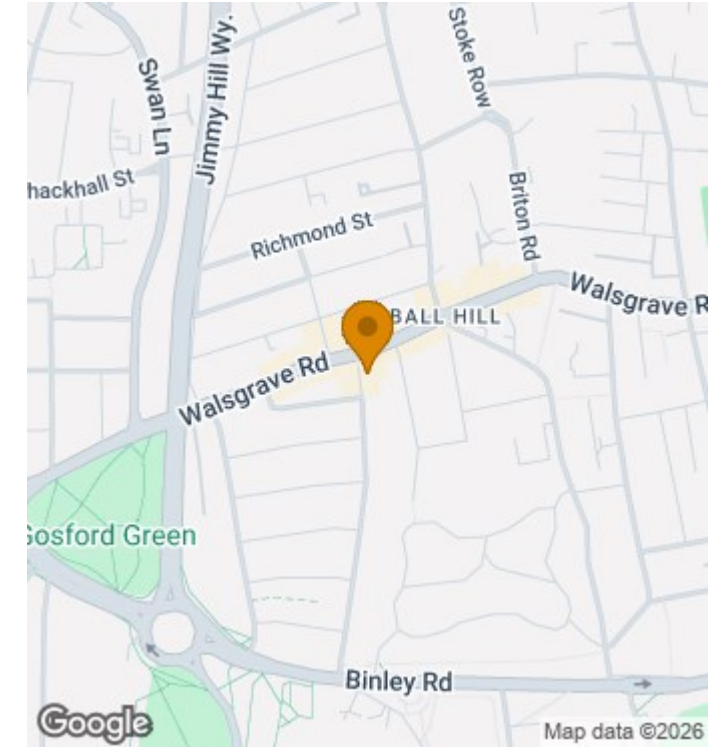 Stoke Row
Jimmy Hill Wy.
Swan Ln
hackhall St
Briton Rd
Richmond St
Walsgrave R
BALL HILL
Walsgrave Rd
Gosford Green
Binley Rd
Google
Map data ©2026